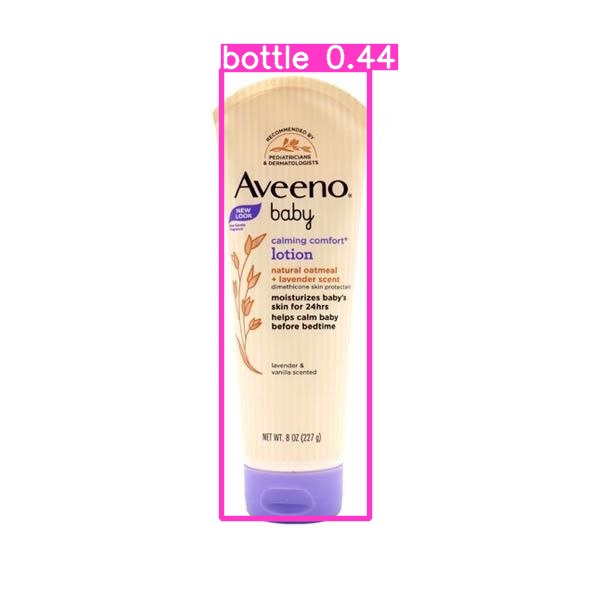 bottle 0.44
RECOMMENDED BY
PEDIATRICIANS
& DERMATOLOGISTS
Aveeno®
baby
NEW
LOOK
calming comfort®
lotion
natural oatmeal
+ lavender scent
dimethicone skin protectant
moisturizes baby's
skin for 24hrs
helps calm baby
before bedtime
lavender &
vanilla scented
NET WT. 8 OZ (227 g)